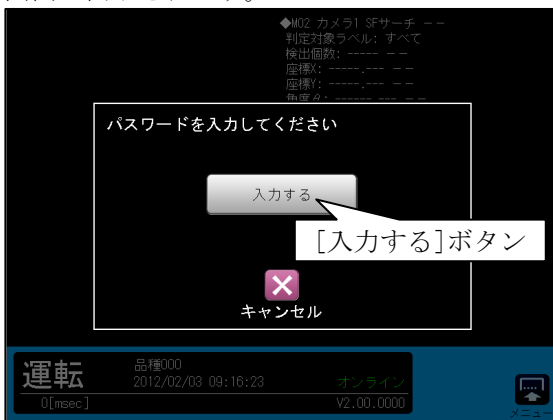 ◆M02 カメラ1 SFサーチ －－
判定対象ラベル: すべて
検出個数: ----- －－
座標X: -----.--- －－
座標Y: -----.--- －－
パスワードを入力してください
入力する
[入力する]ボタン
キャンセル
運転
0[msec]
品種000
2012/02/03 09:16:23
オンライン
V2.00.0000
メニュー